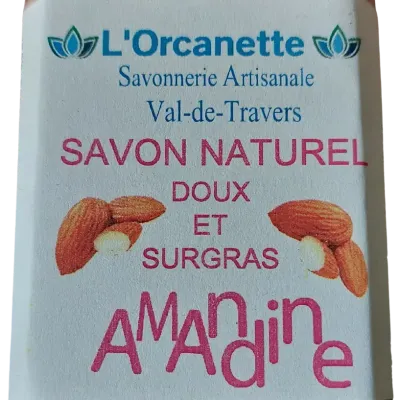 L'Orcanette
Savonnerie Artisanale
Val-de-Travers
SAVON NATUREL
DOUX
ET
SURGRAS
AMAndine